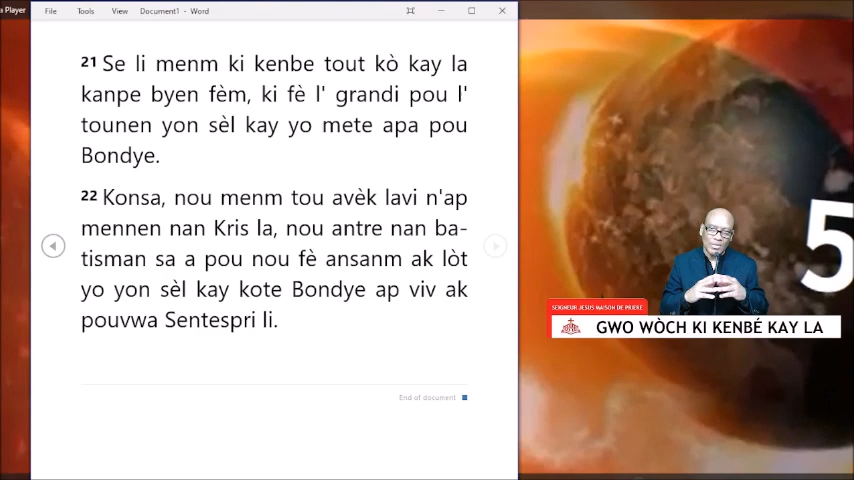 a Player
File Tools View Document1 - Word
21 Se li menm ki kenbe tout kò kay la
kanpe byen fèm, ki fè l' grandi pou l'
tounen yon sèl kay yo mete apa pou
Bondye.
22 Konsa, nou menm tou avèk lavi n'ap
mennen nan Kris la, nou antre nan ba-
tisman sa a pou nou fè ansanm ak lòt
yo yon sèl kay kote Bondye ap viv ak
pouvwa Sentespri li.
End of document
5
SEIGNEUR JESUS MAISON DE PRIERE
GWO WÒCH KI KENBÉ KAY LA